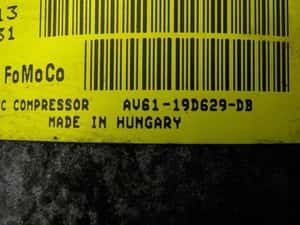 13
31
FoMoCo
C COMPRESSOR AV61-19D629-DB
MADE IN HUNGARY